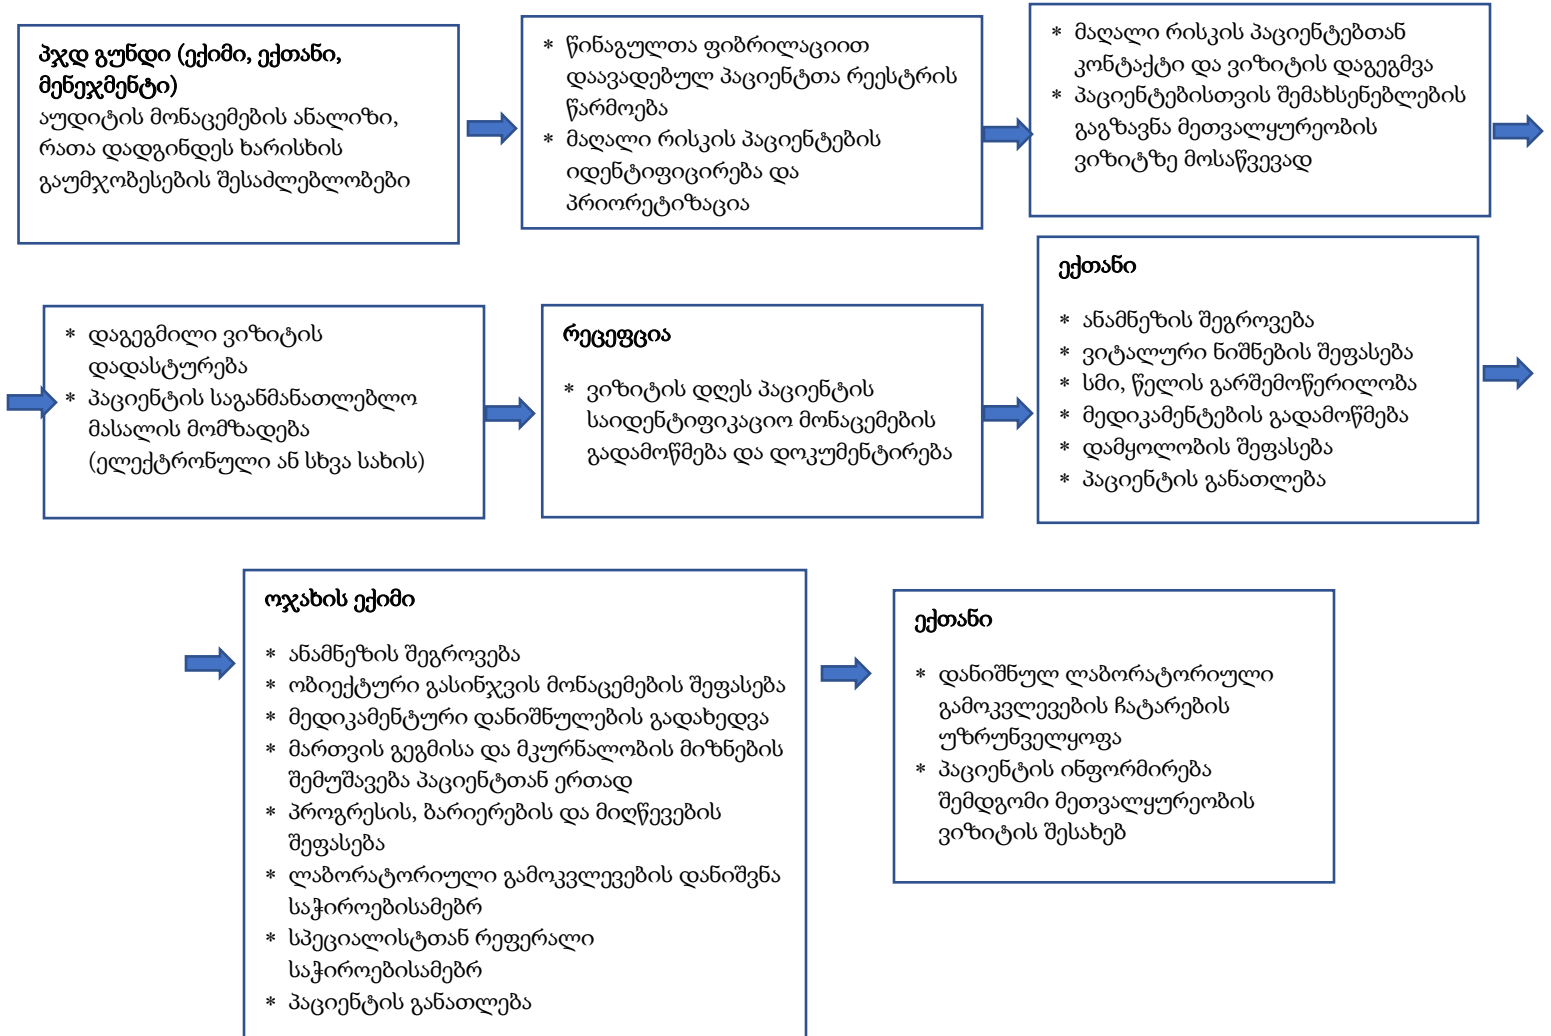 პჯდ გუნდი (ექიმი, ექთანი,
მენეჯმენტი)
აუდიტის მონაცემების ანალიზი,
რათა დადგინდეს ხარისხის
გაუმჯობესების შესაძლებლობები
* წინაგულთა ფიბრილაციით
დაავადებულ პაციენტთა რეესტრის
წარმოება
* მაღალი რისკის პაციენტების
იდენტიფიცირება და
პრიორეტიზაცია
* მაღალი რისკის პაციენტებთან
კონტაქტი და ვიზიტის დაგეგმვა
* პაციენტებისთვის შემახსენებლების
გაგზავნა მეთვალყურეობის
ვიზიტზე მოსაწვევად
* დაგეგმილი ვიზიტის
დადასტურება
* პაციენტის საგანმანათლებლო
მასალის მომზადება
(ელექტრონული ან სხვა სახის)
რეცეფცია
* ვიზიტის დღეს პაციენტის
საიდენტიფიკაციო მონაცემების
გადამოწმება და დოკუმენტირება
ექთანი
* ანამნეზის შეგროვება
* ვიტალური ნიშნების შეფასება
* სმი, წელის გარშემოწერილობა
* მედიკამენტების გადამოწმება
* დამყოლობის შეფასება
* პაციენტის განათლება
ოჯახის ექიმი
* ანამნეზის შეგროვება
* ობიექტური გასინჯვის მონაცემების შეფასება
* მედიკამენტური დანიშნულების გადახედვა
* მართვის გეგმისა და მკურნალობის მიზნების
შემუშავება პაციენტთან ერთად
* პროგრესის, ბარიერების და მიღწევების
შეფასება
* ლაბორატორიული გამოკვლევების დანიშვნა
საჭიროებისამებრ
* სპეციალისტთან რეფერალი
საჭიროებისამებრ
* პაციენტის განათლება
ექთანი
* დანიშნულ ლაბორატორიული
გამოკვლევების ჩატარების
უზრუნველყოფა
* პაციენტის ინფორმირება
შემდგომი მეთვალყურეობის
ვიზიტის შესახებ